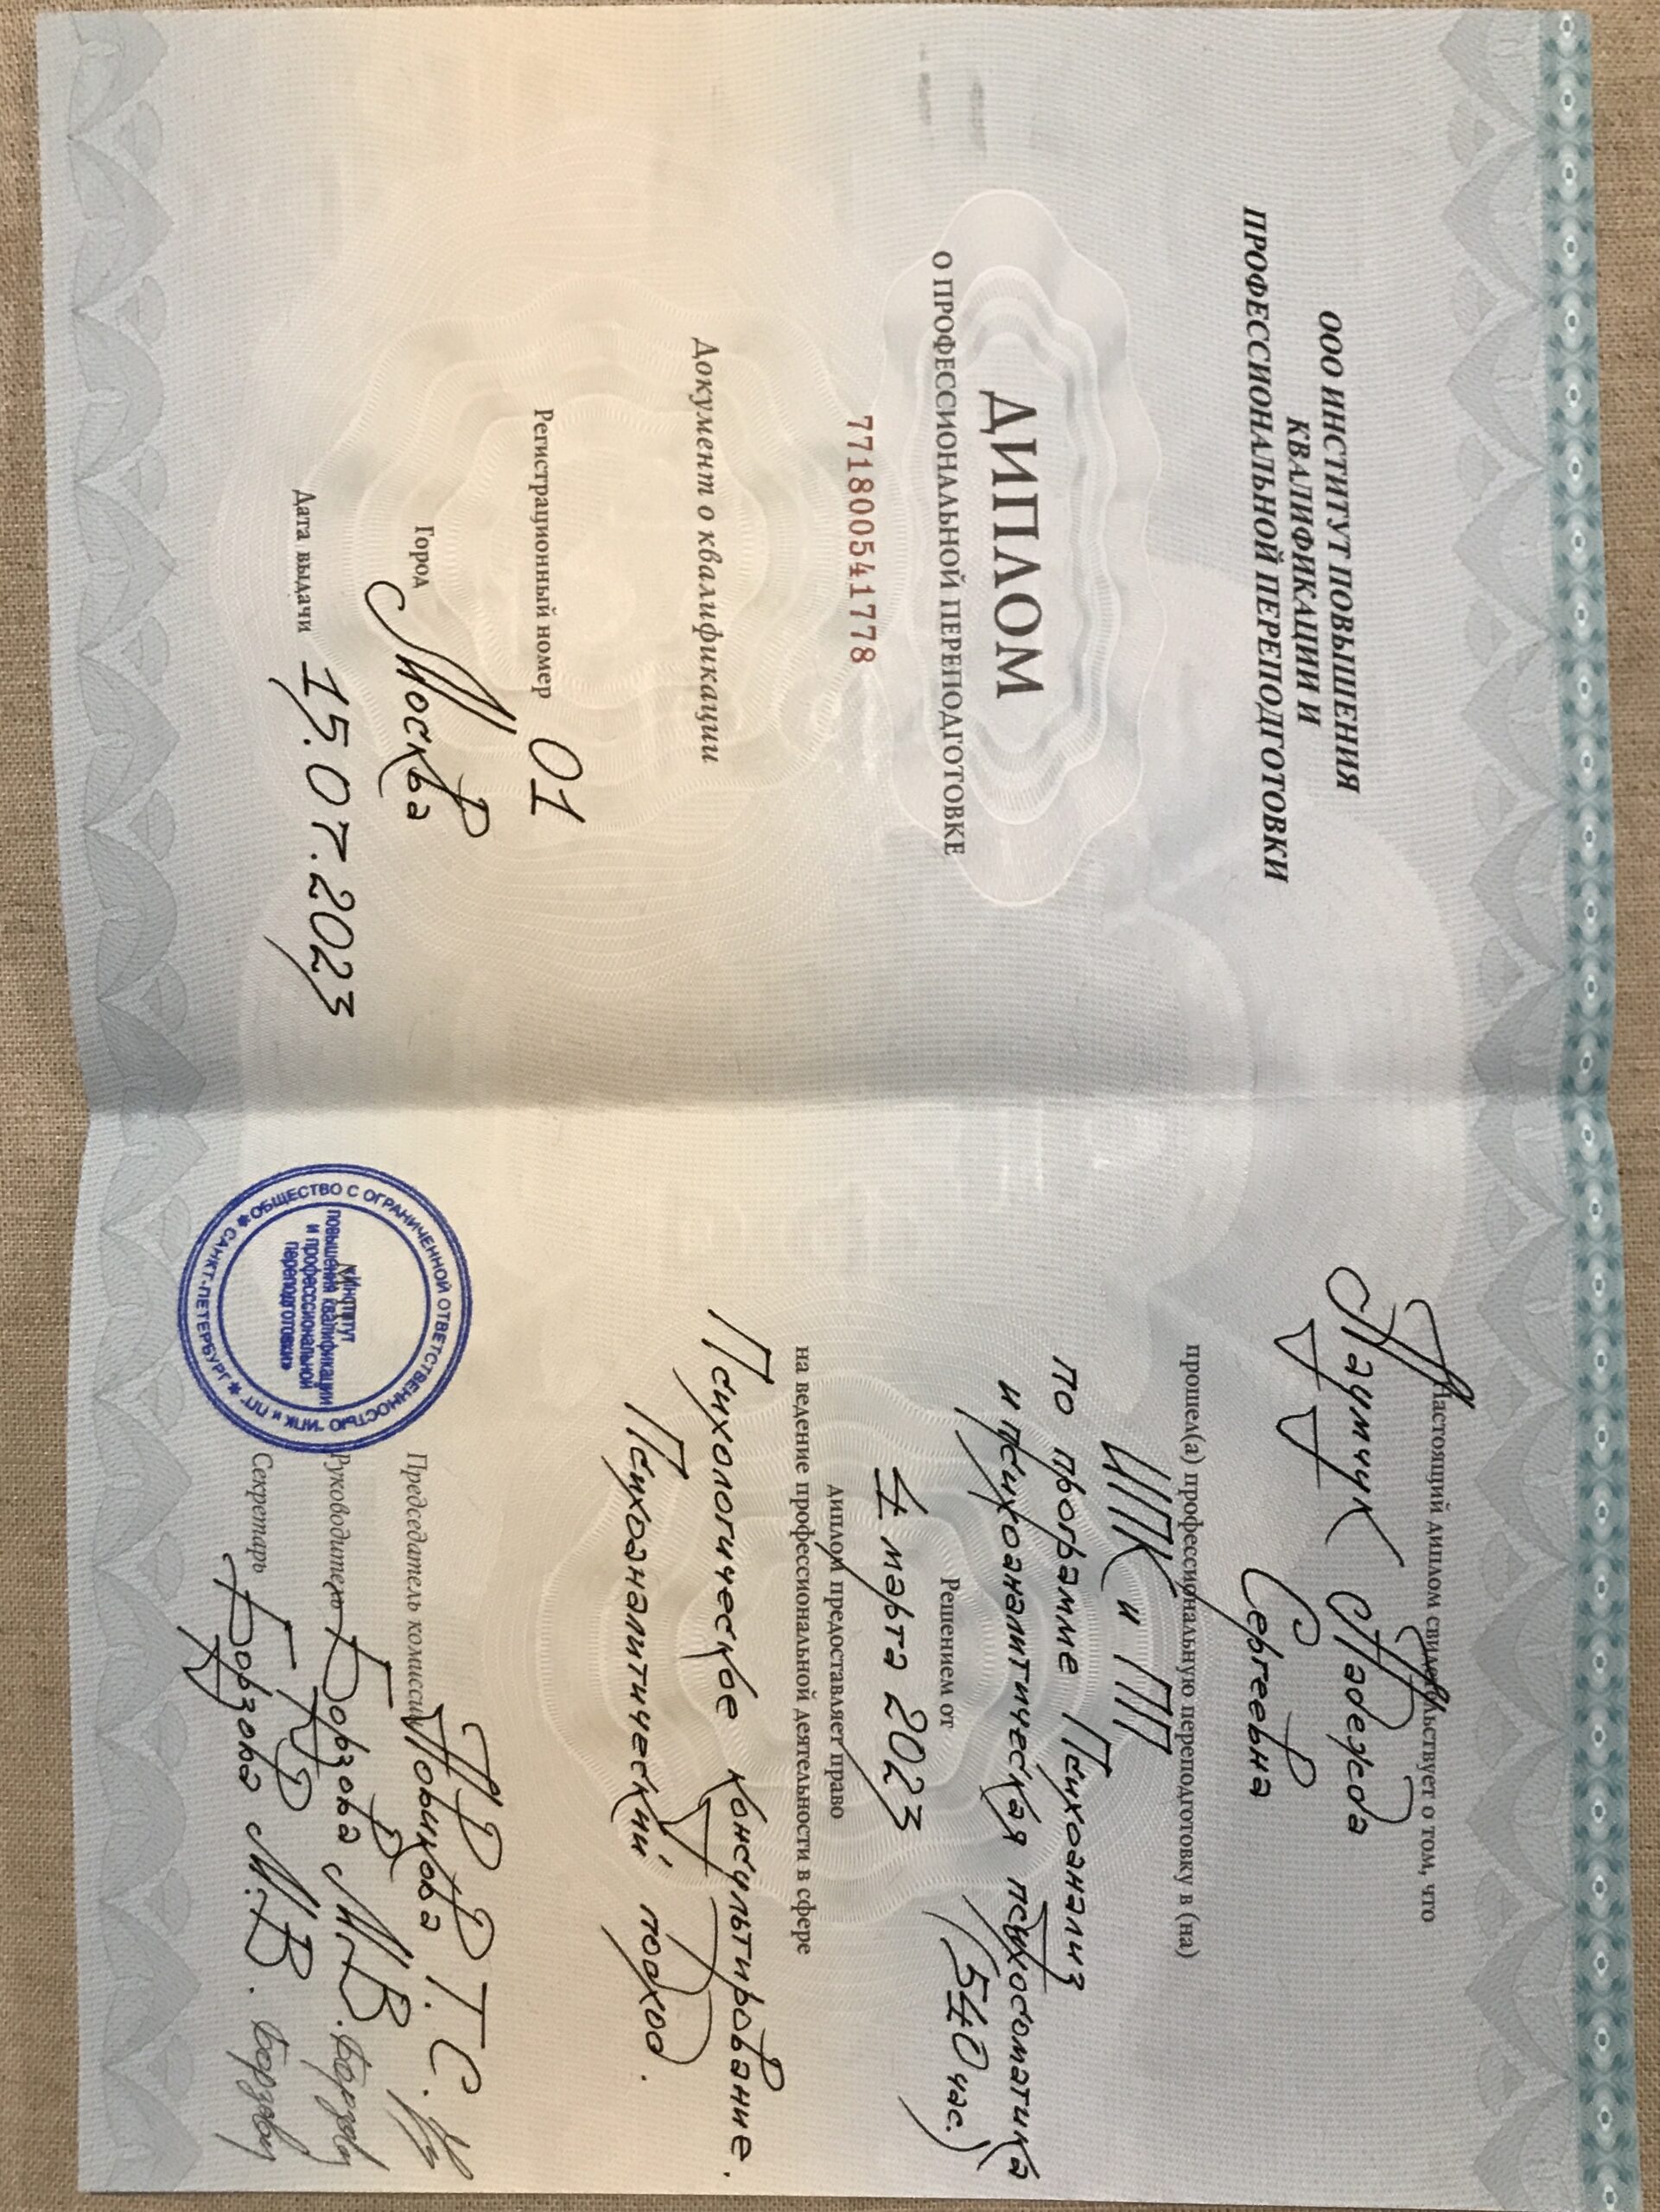 ООО ИНСТИТУТ ПОВЫШЕНИЯ
КВАЛИФИКАЦИИ И
ПРОФЕССИОНАЛЬНОЙ ПЕРЕПОДГОТОВКИ
ДИПЛОМ
О ПРОФЕССИОНАЛЬНОЙ ПЕРЕПОДГОТОВКЕ
771800541778
Документ о квалификации
Регистрационный номер 01
Город Москва
Дата выдачи 15.07.2023
Настоящий диплом свидетельствует о том, что
Наумчук Надежда
Сергеевна
прошел(а) профессиональную переподготовку в (на)
ИПК и ПП
по программе Психоанализ
и психоаналитическая психосоматика
(540 час.)
Решением от
4 марта 2023
диплом предоставляет право
на ведение профессиональной деятельности в сфере
Психологическое консультирование.
Психоаналитический подход.
Председатель комиссии Новикова Т.С.
Руководитель Борзова М.В.
Секретарь Борзова М.В.
ОБЩЕСТВО С ОГРАНИЧЕННОЙ ОТВЕТСТВЕННОСТЬЮ "ИПК и ПП" * САНКТ-ПЕТЕРБУРГ *
«Институт
повышения квалификации
и профессиональной
переподготовки»